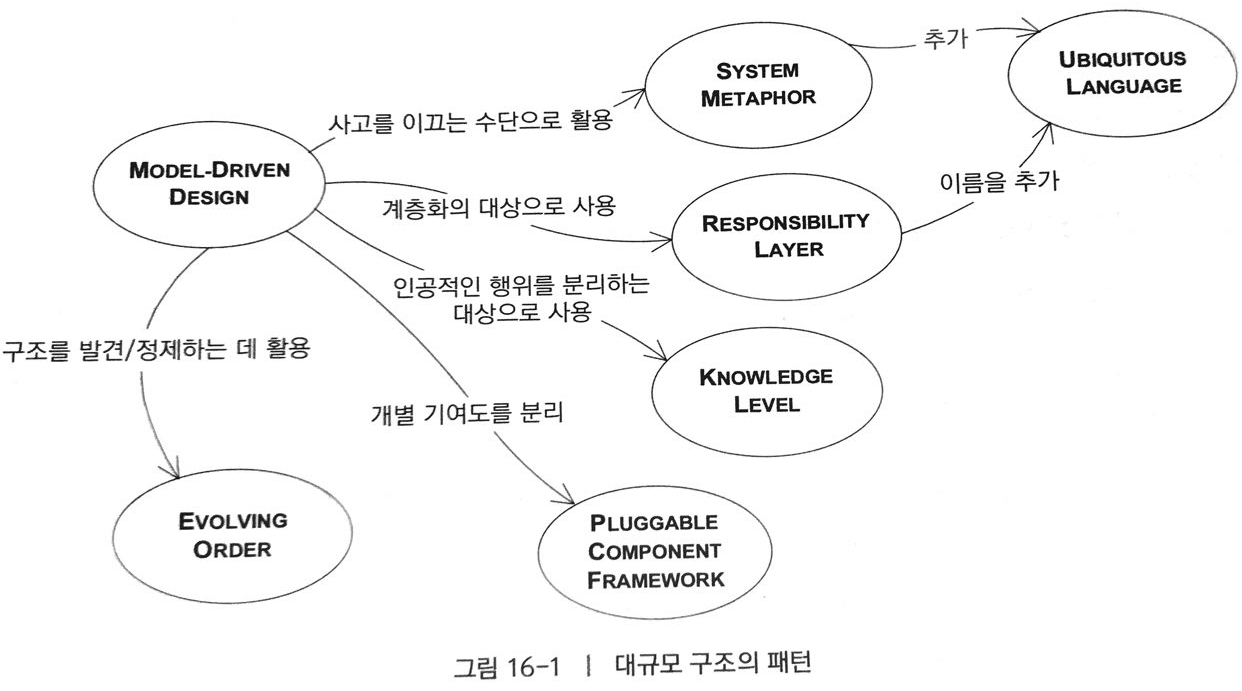 SYSTEM
METAPHOR
추가
UBIQUITOUS
LANGUAGE
사고를 이끄는 수단으로 활용
MODEL-DRIVEN
DESIGN
계층화의 대상으로 사용
RESPONSIBILITY
LAYER
이름을 추가
인공적인 행위를 분리하는
대상으로 사용
KNOWLEDGE
LEVEL
구조를 발견/정제하는 데 활용
개별 기여도를 분리
EVOLVING
ORDER
PLUGGABLE
COMPONENT
FRAMEWORK
그림 16-1 | 대규모 구조의 패턴